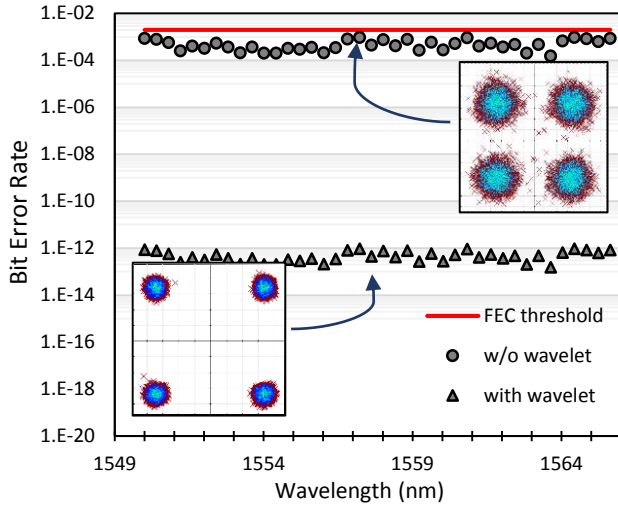 1.E-02
1.E-04
1.E-06
1.E-08
1.E-10
1.E-12
1.E-14
1.E-16
1.E-18
1.E-20
Bit Error Rate
FEC threshold
w/o wavelet
with wavelet
1549 1554 1559 1564
Wavelength (nm)